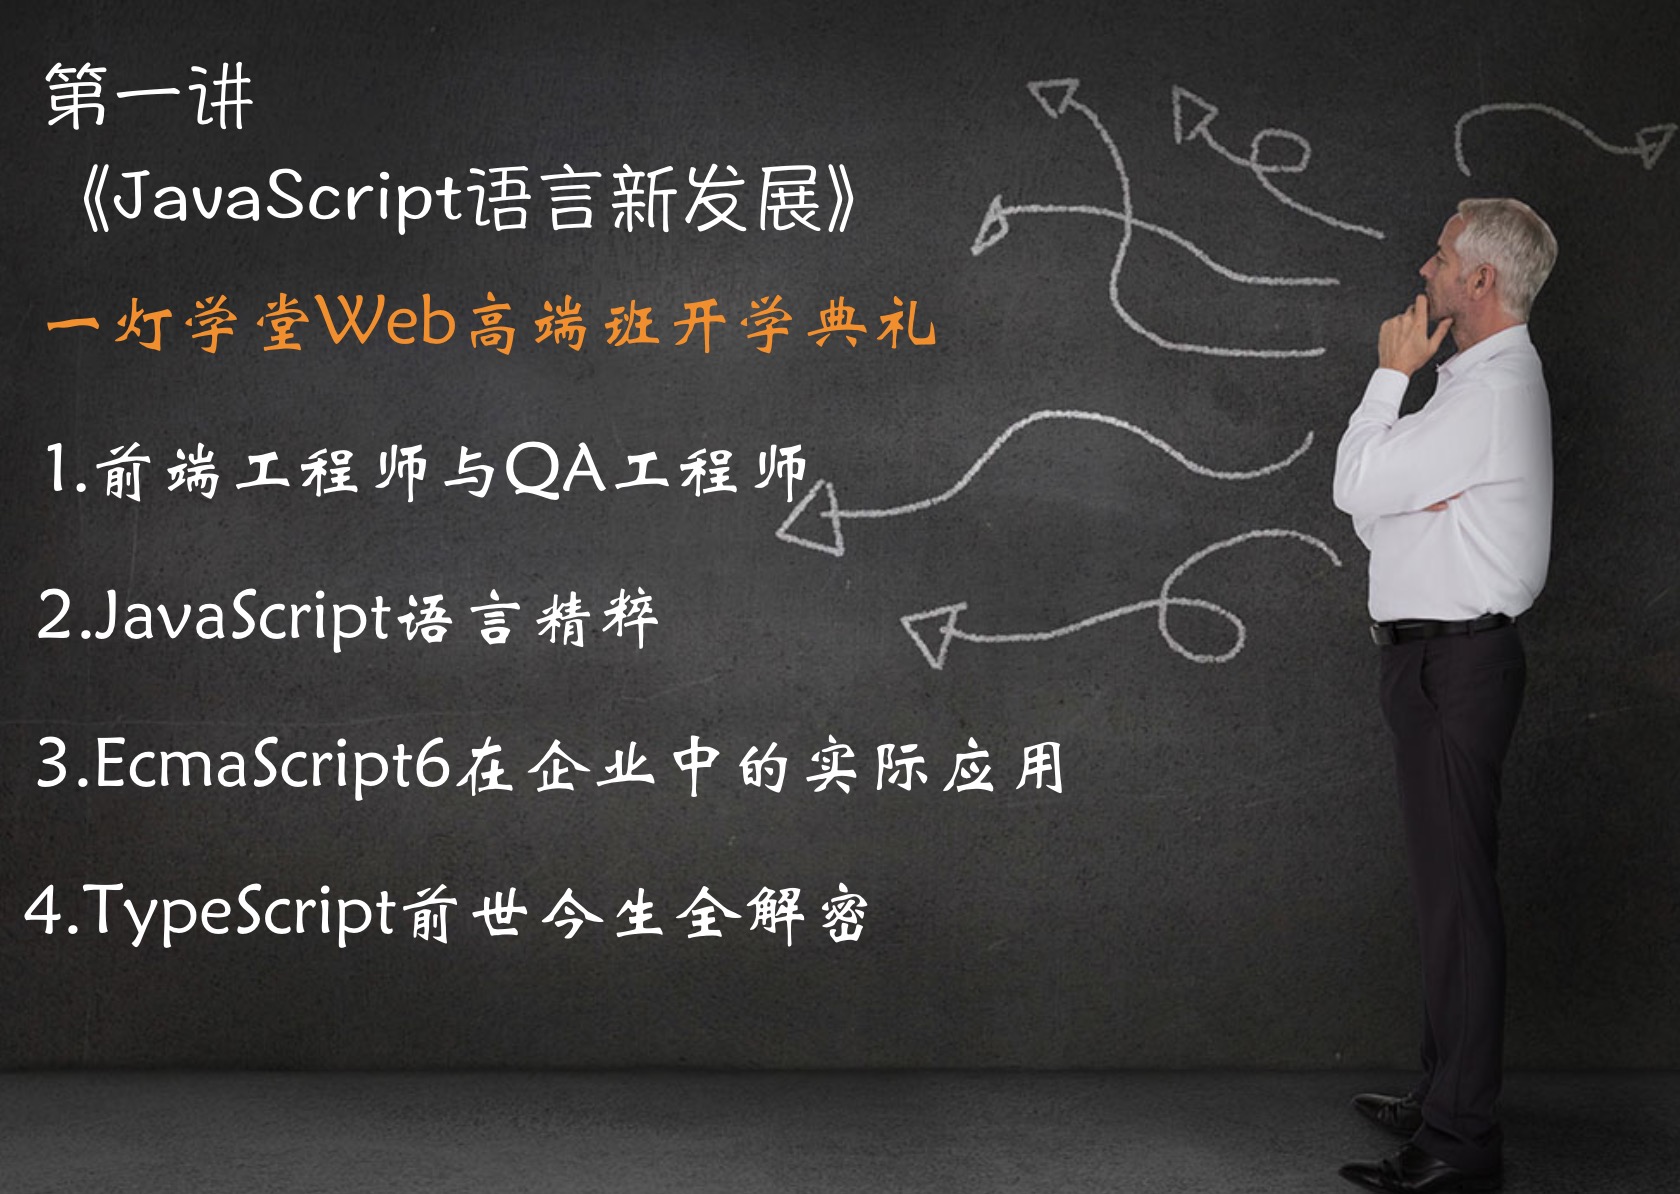 第一讲
《JavaScript语言新发展》
一灯学堂Web高端班开学典礼
1.前端工程师与QA工程师
2.JavaScript语言精粹
3.EcmaScript6在企业中的实际应用
4.TypeScript前世今生全解密